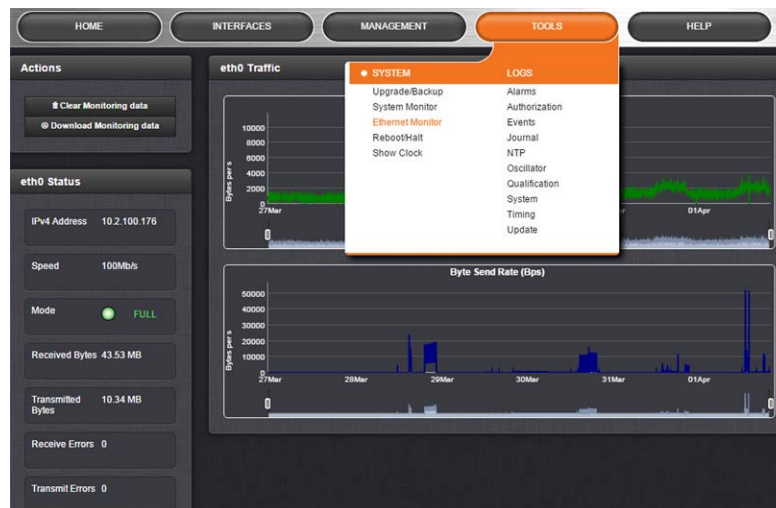 HOME
INTERFACES
MANAGEMENT
TOOLS
HELP
Actions
Clear Monitoring data
Download Monitoring data
eth0 Status
IPv4 Address 10.2.100.176
Speed 100Mb/s
Mode FULL
Received Bytes 43.53 MB
Transmitted 10.34 MB
Bytes
Receive Errors 0
Transmit Errors 0
eth0 Traffic
SYSTEM
Upgrade/Backup
System Monitor
Ethernet Monitor
Reboot/Halt
Show Clock
LOGS
Alarms
Authorization
Events
Journal
NTP
Oscillator
Qualification
System
Timing
Update
10000
8000
6000
4000
2000
0
Bytes per s
27Mar
01Apr
Byte Send Rate (Bps)
50000
40000
30000
20000
10000
0
Bytes per s
27Mar 28Mar 29Mar 30Mar 31Mar 01Apr